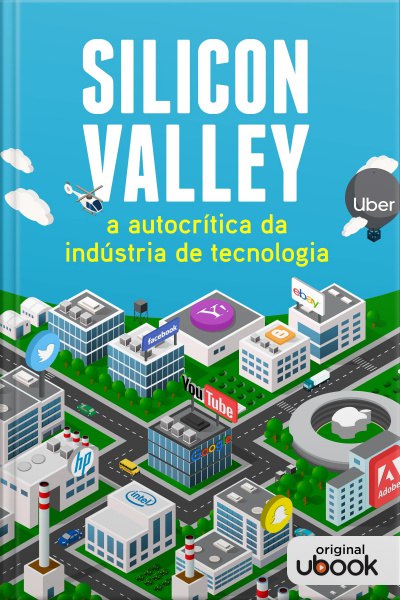 SILICON
VALLEY
a autocrítica da
indústria de tecnologia
Uber
ebay
Y!
facebook
YouTube
Google
hp
intel
Adobe
original
ubook